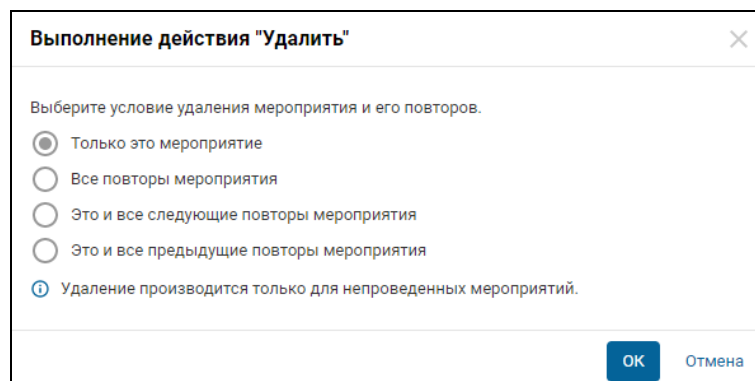 Выполнение действия "Удалить"
Выберите условие удаления мероприятия и его повторов.
Только это мероприятие
Все повторы мероприятия
Это и все следующие повторы мероприятия
Это и все предыдущие повторы мероприятия
Удаление производится только для непроведенных мероприятий.
ОК Отмена